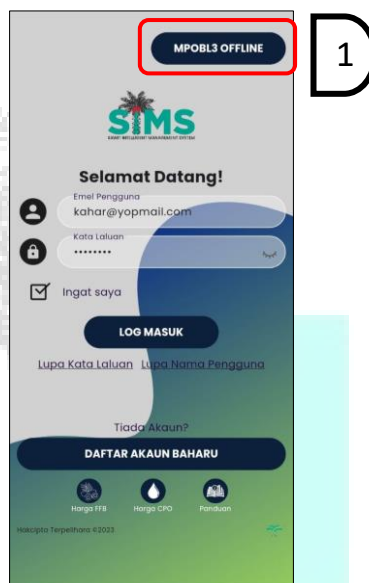 MPOBL3 OFFLINE
1
SIMS
Selamat Datang!
Emel Pengguna
kahar@yopmail.com
Kata Laluan
••••••••
Ingat saya
LOG MASUK
Lupa Kata Laluan Lupa Nama Pengguna
Tiada Akaun?
DAFTAR AKAUN BAHARU
Harga FFB Harga CPO Panduan
Hakcipta Terpelihara ©2023